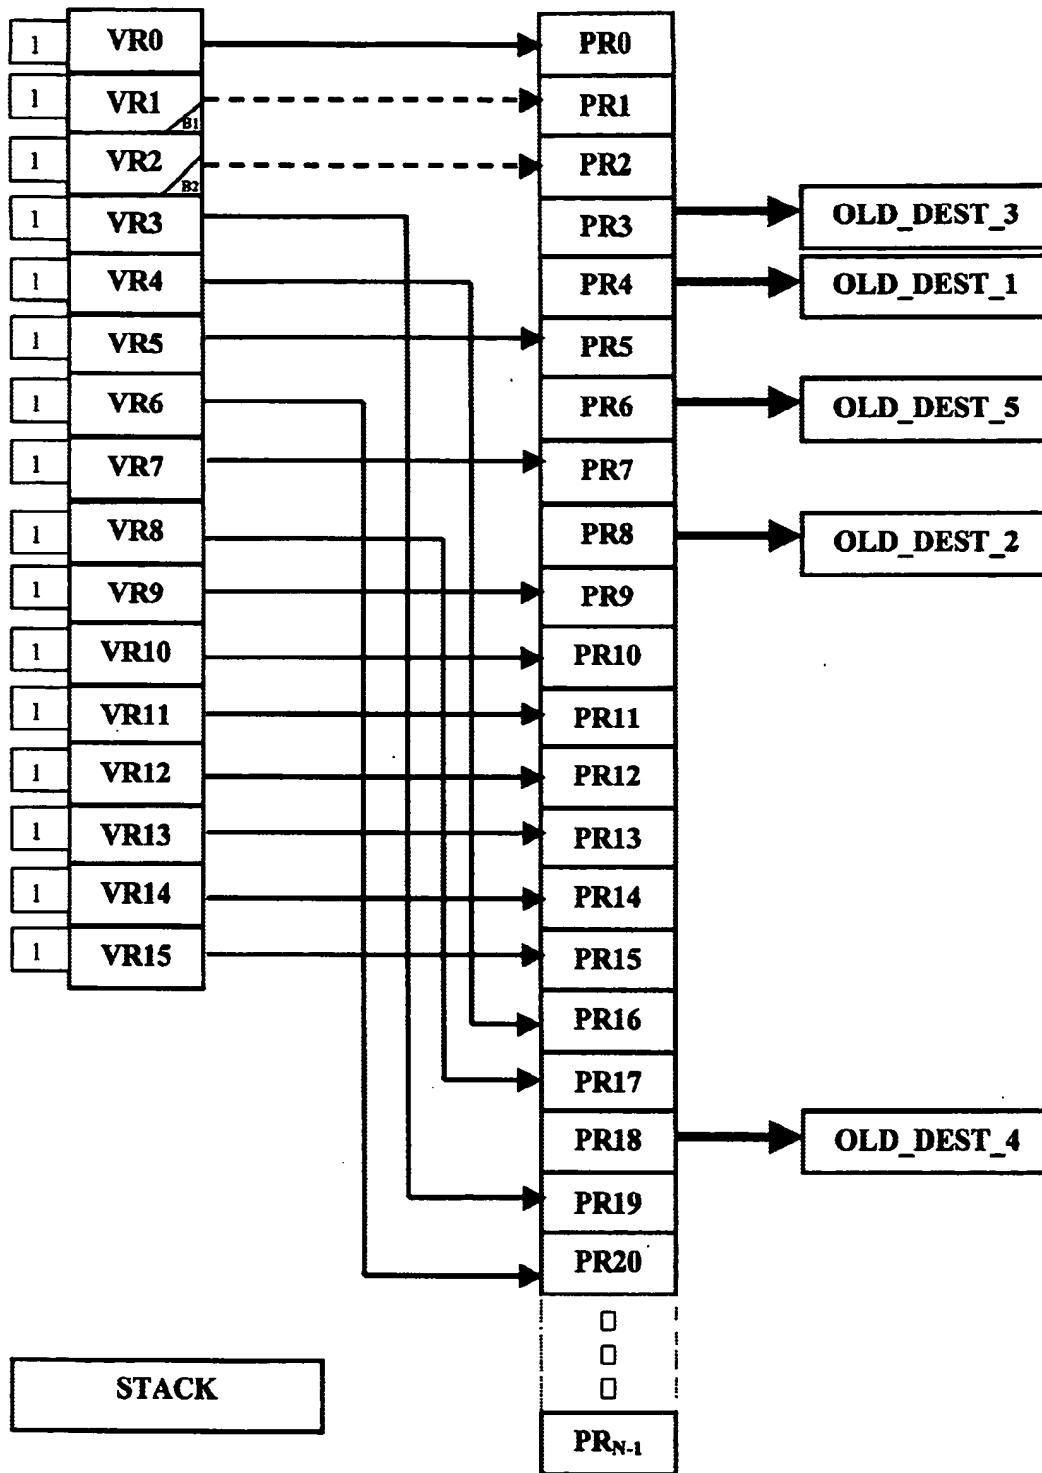 1 VR0 PR0
1 VR1 B1 PR1
1 VR2 B2 PR2
1 VR3 PR3 OLD_DEST_3
1 VR4 PR4 OLD_DEST_1
1 VR5 PR5
1 VR6 PR6 OLD_DEST_5
1 VR7 PR7
1 VR8 PR8 OLD_DEST_2
1 VR9 PR9
1 VR10 PR10
1 VR11 PR11
1 VR12 PR12
1 VR13 PR13
1 VR14 PR14
1 VR15 PR15
PR16
PR17
PR18 OLD_DEST_4
PR19
PR20
STACK
PRN-1